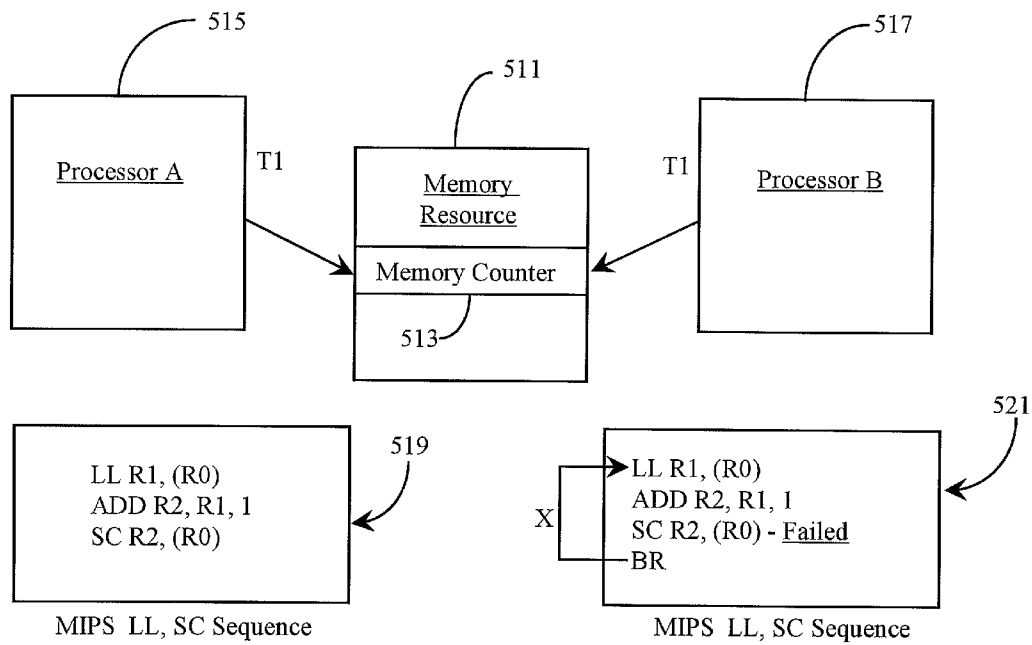 515
517
511
Processor A
T1
Memory
Resource
T1
Processor B
Memory Counter
513
519
LL R1, (R0)
ADD R2, R1, 1
SC R2, (R0)
MIPS LL, SC Sequence
521
X
LL R1, (R0)
ADD R2, R1, 1
SC R2, (R0) - Failed
BR
MIPS LL, SC Sequence